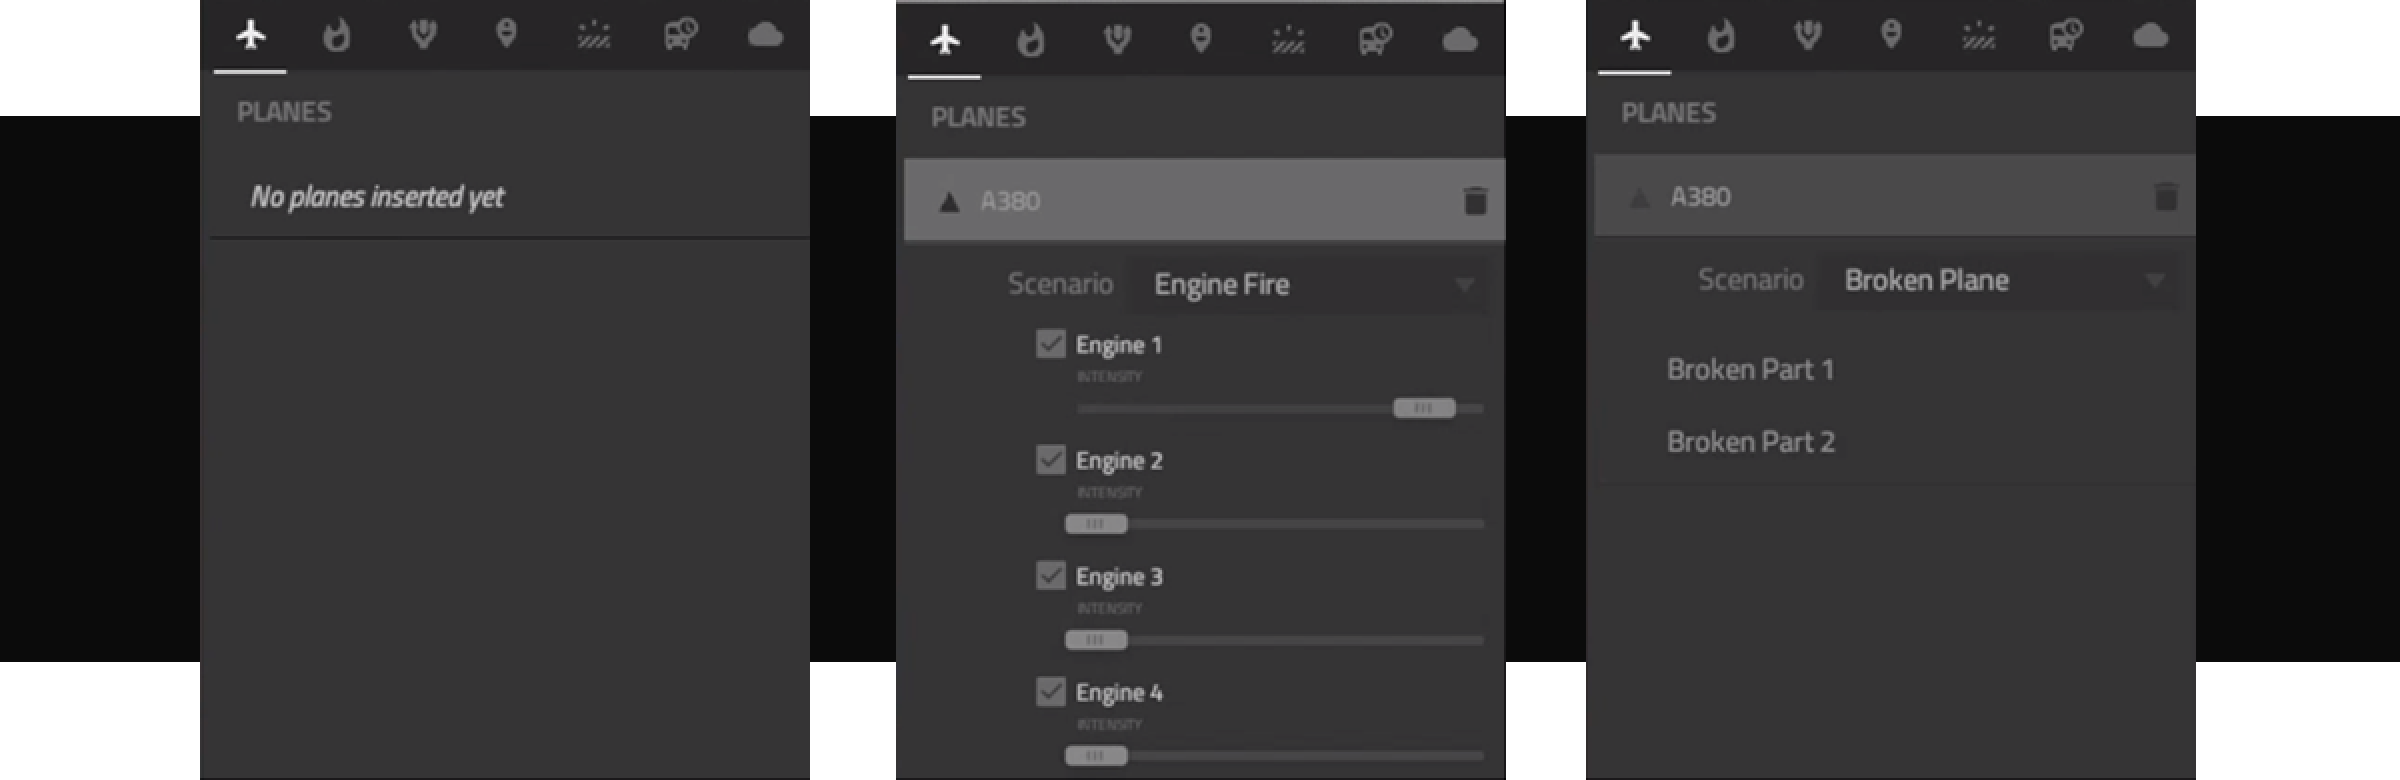 PLANES
No planes inserted yet
PLANES
A380
Scenario Engine Fire
Engine 1
INTENSITY
Engine 2
INTENSITY
Engine 3
INTENSITY
Engine 4
INTENSITY
PLANES
A380
Scenario Broken Plane
Broken Part 1
Broken Part 2